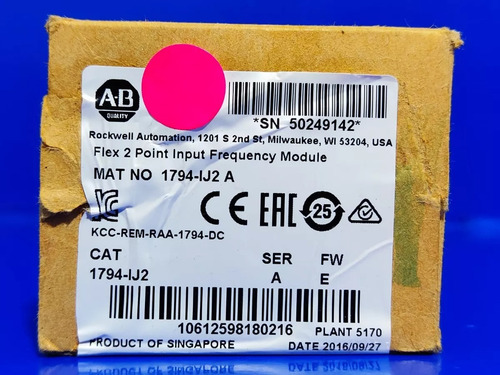 A-B
QUALITY
*SN 50249142*
Rockwell Automation, 1201 S 2nd St, Milwaukee, WI 53204, USA
Flex 2 Point Input Frequency Module
MAT NO 1794-IJ2 A
CE EAC 25
KCC-REM-RAA-1794-DC
CAT SER FW
1794-IJ2 A E
10612598180216 PLANT 5170
PRODUCT OF SINGAPORE DATE 2016/09/27